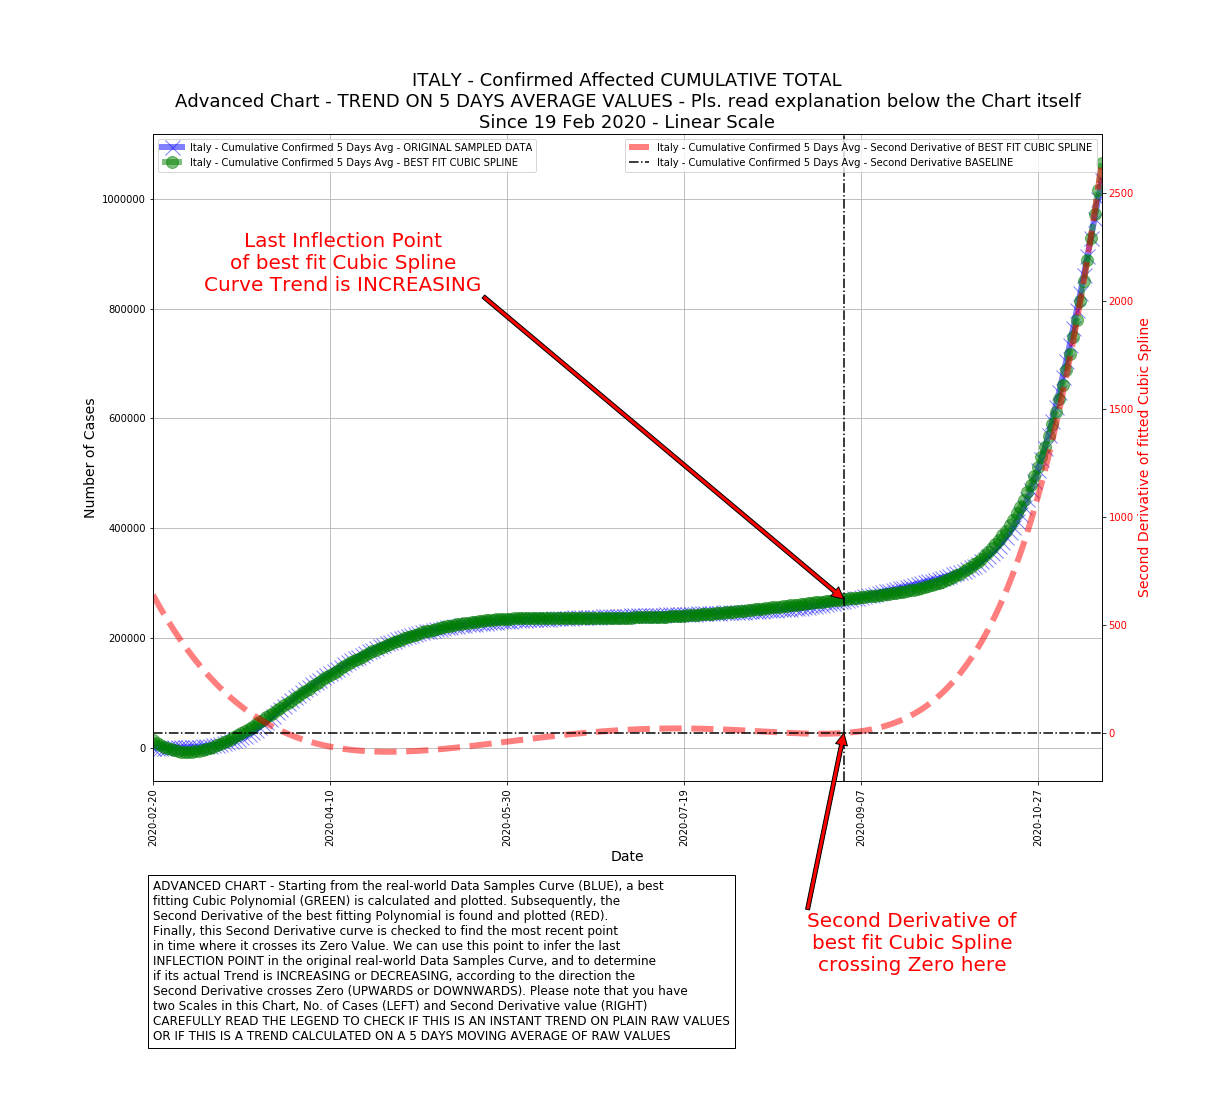 ITALY - Confirmed Affected CUMULATIVE TOTAL
Advanced Chart - TREND ON 5 DAYS AVERAGE VALUES - Pls. read explanation below the Chart itself
Since 19 Feb 2020 - Linear Scale
Italy - Cumulative Confirmed 5 Days Avg - ORIGINAL SAMPLED DATA
Italy - Cumulative Confirmed 5 Days Avg - BEST FIT CUBIC SPLINE
Italy - Cumulative Confirmed 5 Days Avg - Second Derivative of BEST FIT CUBIC SPLINE
Italy - Cumulative Confirmed 5 Days Avg - Second Derivative BASELINE
Last Inflection Point
of best fit Cubic Spline
Curve Trend is INCREASING
Number of Cases
1000000
800000
600000
400000
200000
0
2500
2000
1500
1000
500
0
Second Derivative of fitted Cubic Spline
2020-02-20
2020-04-10
2020-05-30
2020-07-19
2020-09-07
2020-10-27
Date
ADVANCED CHART - Starting from the real-world Data Samples Curve (BLUE), a best
fitting Cubic Polynomial (GREEN) is calculated and plotted. Subsequently, the
Second Derivative of the best fitting Polynomial is found and plotted (RED).
Finally, this Second Derivative curve is checked to find the most recent point
in time where it crosses its Zero Value. We can use this point to infer the last
INFLECTION POINT in the original real-world Data Samples Curve, and to determine
if its actual Trend is INCREASING or DECREASING, according to the direction the
Second Derivative crosses Zero (UPWARDS or DOWNWARDS). Please note that you have
two Scales in this Chart, No. of Cases (LEFT) and Second Derivative value (RIGHT)
CAREFULLY READ THE LEGEND TO CHECK IF THIS IS AN INSTANT TREND ON PLAIN RAW VALUES
OR IF THIS IS A TREND CALCULATED ON A 5 DAYS MOVING AVERAGE OF RAW VALUES
Second Derivative of
best fit Cubic Spline
crossing Zero here